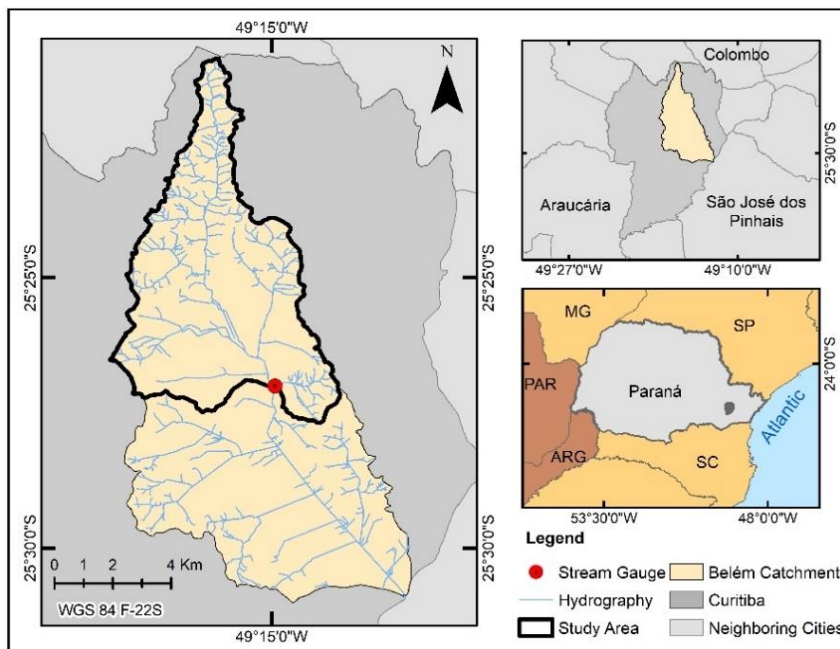 49°15'0"W
N
25°25'0"S
25°25'0"S
25°30'0"S
25°30'0"S
0 1 2 4 Km
WGS 84 F-22S
49°15'0"W
Colombo
Araucária
São José dos
Pinhais
25°30'0"S
49°27'0"W
49°10'0"W
MG
SP
PAR
Paraná
Atlantic
ARG
SC
24°0'0"S
53°30'0"W
48°0'0"W
Legend
Stream Gauge
Belém Catchment
Hydrography
Curitiba
Study Area
Neighboring Cities